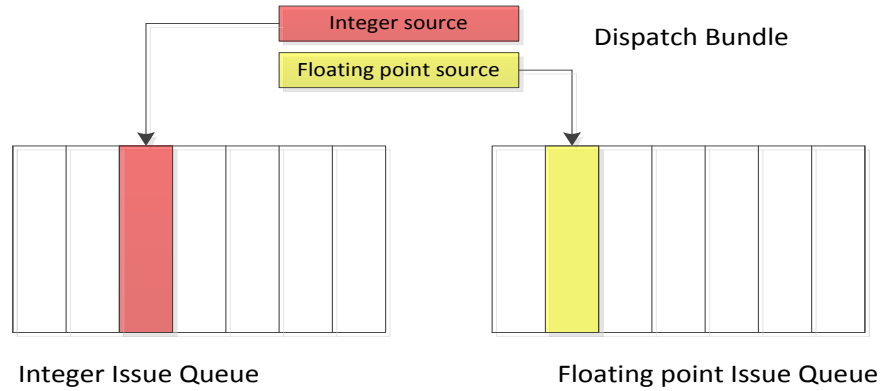 Integer source
Dispatch Bundle
Floating point source
Integer Issue Queue
Floating point Issue Queue